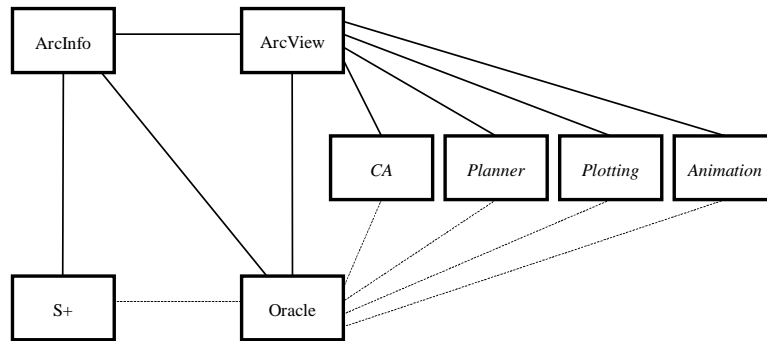 ArcInfo
ArcView
CA
Planner
Plotting
Animation
S+
Oracle